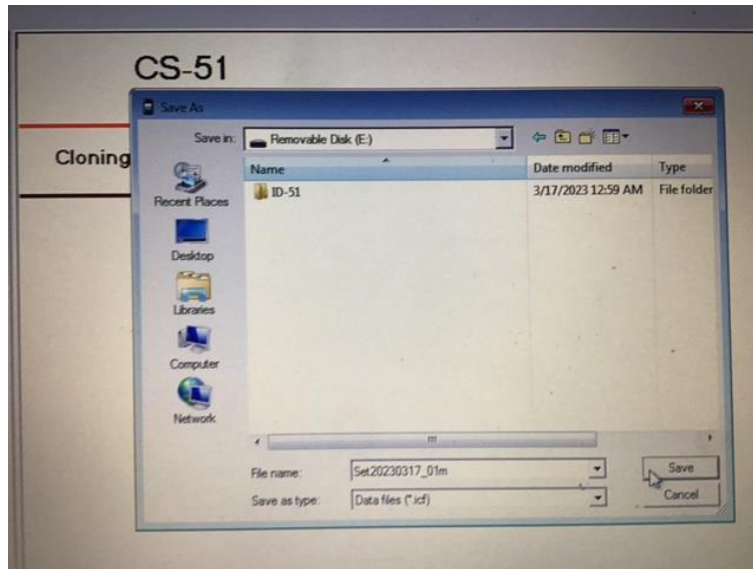 CS-51
Save As
Save in: Removable Disk (E:)
Cloning
Name Date modified Type
ID-51 3/17/2023 12:59 AM File folder
Recent Places
Desktop
Libraries
Computer
Network
File name: Set20230317_01m Save
Save as type: Data files (*.icf) Cancel